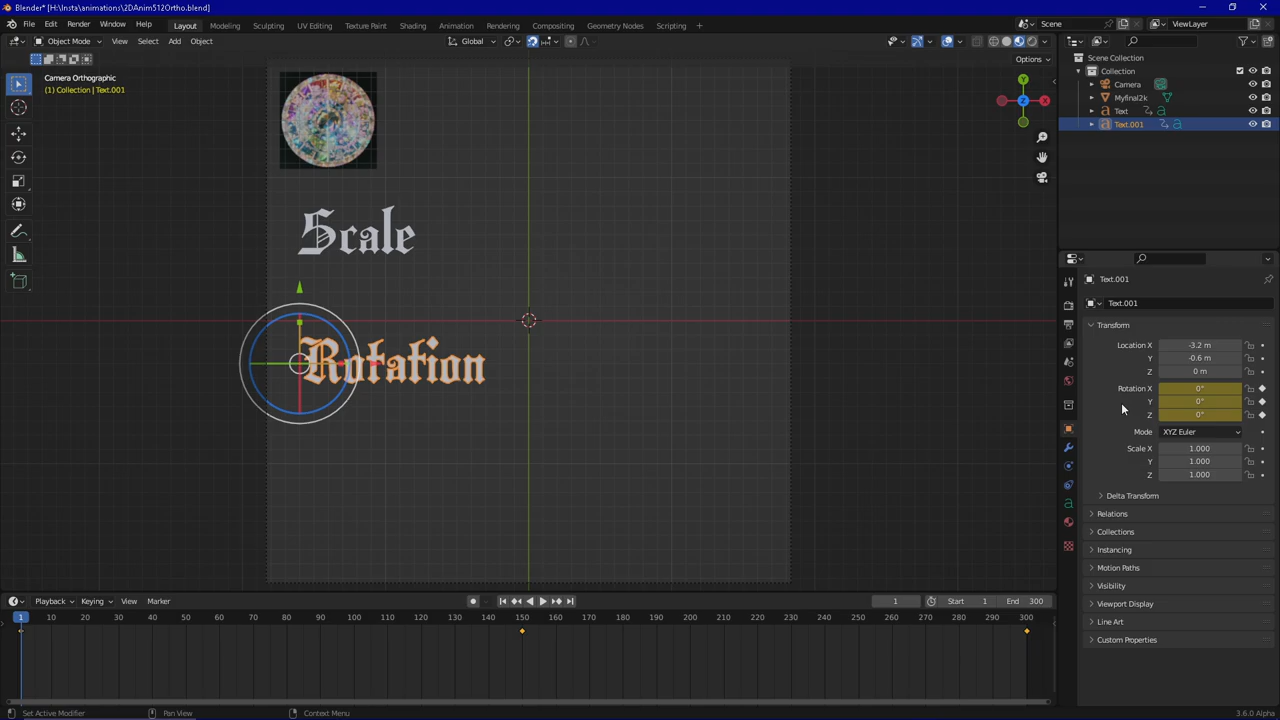 Blender* [H:\Insta\animations\2DAnim512Ortho.blend]
File Edit Render Window Help Layout Modeling Sculpting UV Editing Texture Paint Shading Animation Rendering Compositing Geometry Nodes Scripting + Scene ViewLayer
Object Mode View Select Add Object Global
Options
Camera Orthographic
(1) Collection | Text.001
Scene Collection
Collection
Camera
Myfinal2k
Text
Text.001
Y
X
Z
Scale
Rotation
Text.001
Text.001
Transform
Location X -3.2 m
Y -0.6 m
Z 0 m
Rotation X 0°
Y 0°
Z 0°
Mode XYZ Euler
Scale X 1.000
Y 1.000
Z 1.000
Delta Transform
Relations
Collections
Instancing
Motion Paths
Visibility
Viewport Display
Line Art
Custom Properties
Playback Keying View Marker 1 Start 1 End 300
1 10 20 30 40 50 60 70 80 90 100 110 120 130 140 150 160 170 180 190 200 210 220 230 240 250 260 270 280 290 300
Set Active Modifier Pan View Context Menu 3.6.0 Alpha